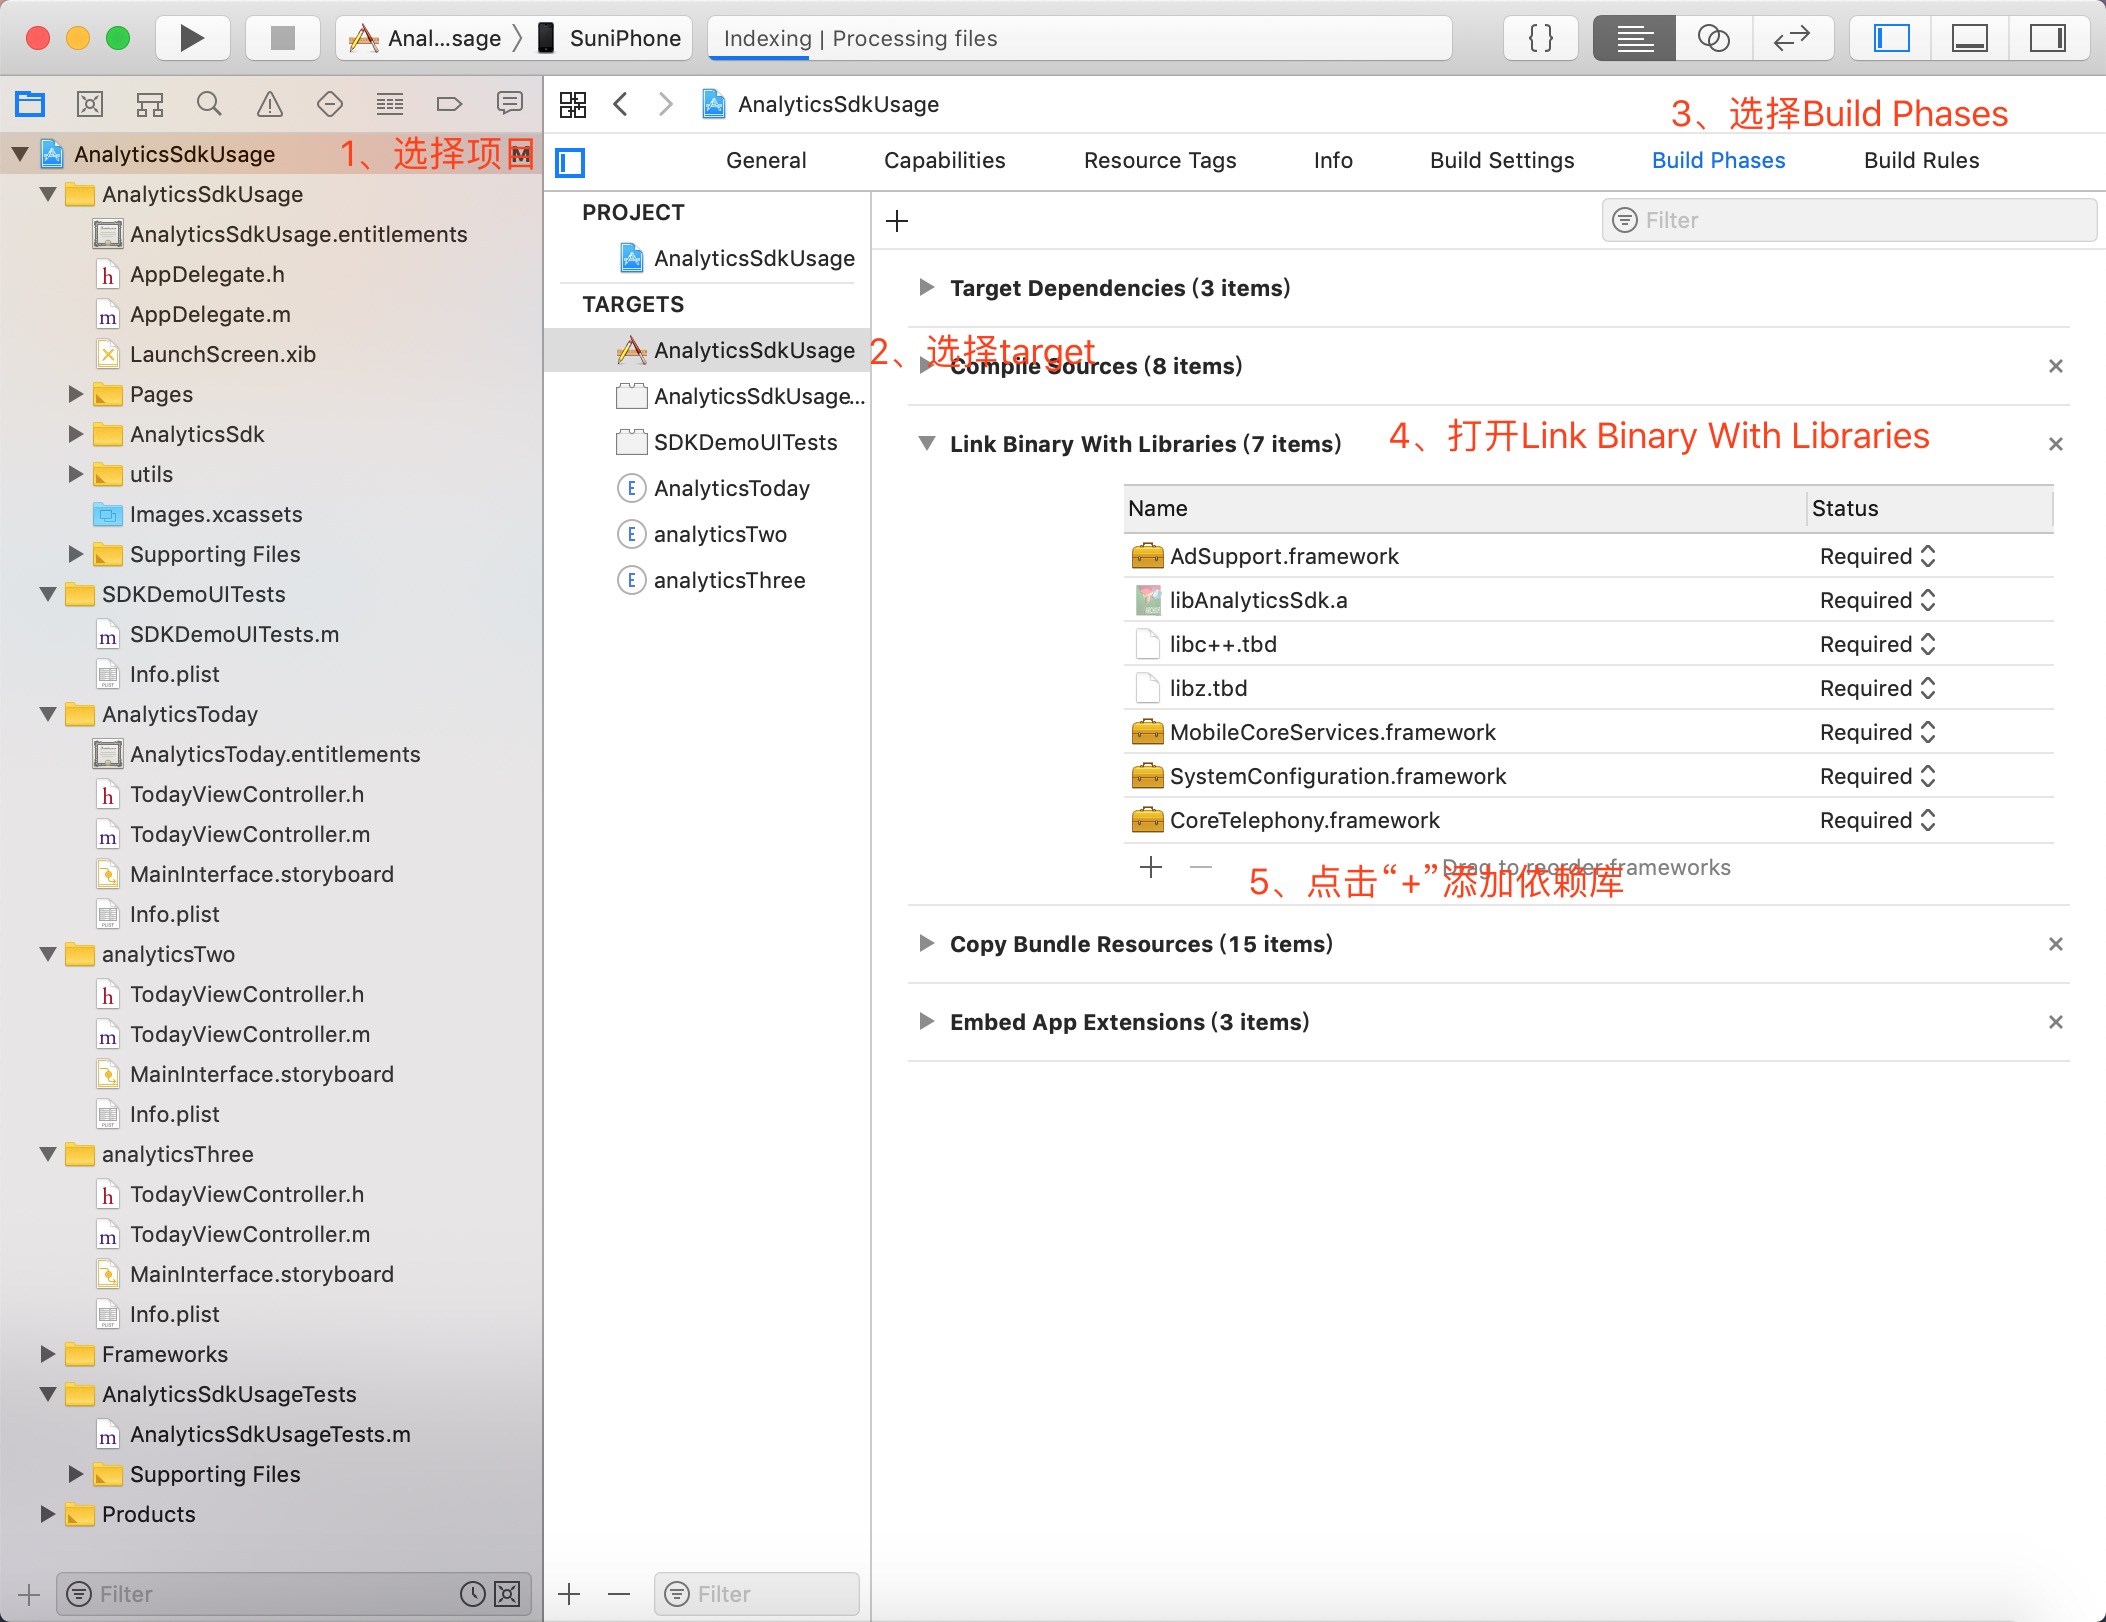 Anal...sage
SuniPhone
Indexing | Processing files
AnalyticsSdkUsage
1、选择项目
M
AnalyticsSdkUsage
AnalyticsSdkUsage.entitlements
AppDelegate.h
AppDelegate.m
LaunchScreen.xib
Pages
AnalyticsSdk
utils
Images.xcassets
Supporting Files
SDKDemoUITests
SDKDemoUITests.m
Info.plist
AnalyticsToday
AnalyticsToday.entitlements
TodayViewController.h
TodayViewController.m
MainInterface.storyboard
Info.plist
analyticsTwo
TodayViewController.h
TodayViewController.m
MainInterface.storyboard
Info.plist
analyticsThree
TodayViewController.h
TodayViewController.m
MainInterface.storyboard
Info.plist
Frameworks
AnalyticsSdkUsageTests
AnalyticsSdkUsageTests.m
Supporting Files
Products
Filter
AnalyticsSdkUsage
3、选择Build Phases
General
Capabilities
Resource Tags
Info
Build Settings
Build Phases
Build Rules
PROJECT
AnalyticsSdkUsage
TARGETS
AnalyticsSdkUsage
2、选择target
AnalyticsSdkUsage...
SDKDemoUITests
AnalyticsToday
analyticsTwo
analyticsThree
Filter
Filter
Target Dependencies (3 items)
Compile Sources (8 items)
Link Binary With Libraries (7 items)
4、打开Link Binary With Libraries
Name Status
AdSupport.framework Required
libAnalyticsSdk.a Required
libc++.tbd Required
libz.tbd Required
MobileCoreServices.framework Required
SystemConfiguration.framework Required
CoreTelephony.framework Required
Drag to reorder frameworks
5、点击“+”添加依赖库
Copy Bundle Resources (15 items)
Embed App Extensions (3 items)